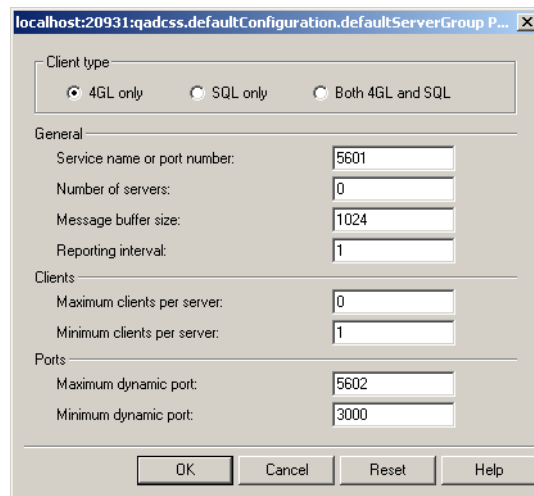 localhost:20931:qadcss.defaultConfiguration.defaultServerGroup P...
Client type
4GL only SQL only Both 4GL and SQL
General
Service name or port number: 5601
Number of servers: 0
Message buffer size: 1024
Reporting interval: 1
Clients
Maximum clients per server: 0
Minimum clients per server: 1
Ports
Maximum dynamic port: 5602
Minimum dynamic port: 3000
OK Cancel Reset Help